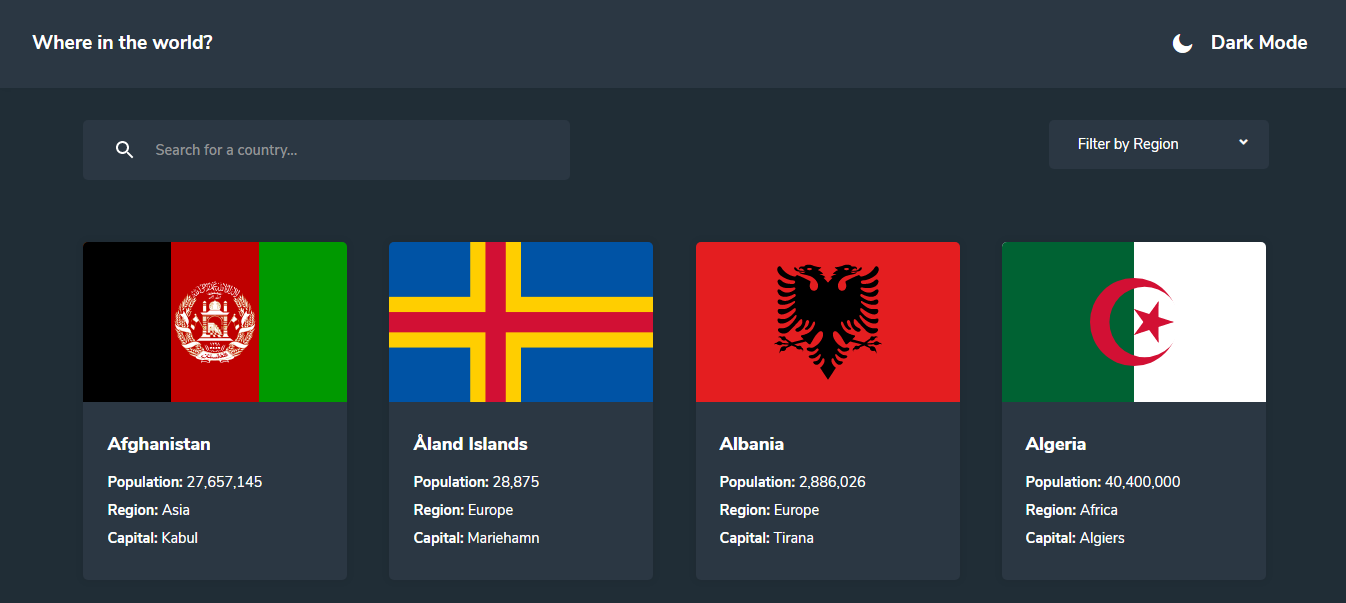 Where in the world?
Dark Mode
Search for a country...
Filter by Region
Afghanistan
Population: 27,657,145
Region: Asia
Capital: Kabul
Åland Islands
Population: 28,875
Region: Europe
Capital: Mariehamn
Albania
Population: 2,886,026
Region: Europe
Capital: Tirana
Algeria
Population: 40,400,000
Region: Africa
Capital: Algiers